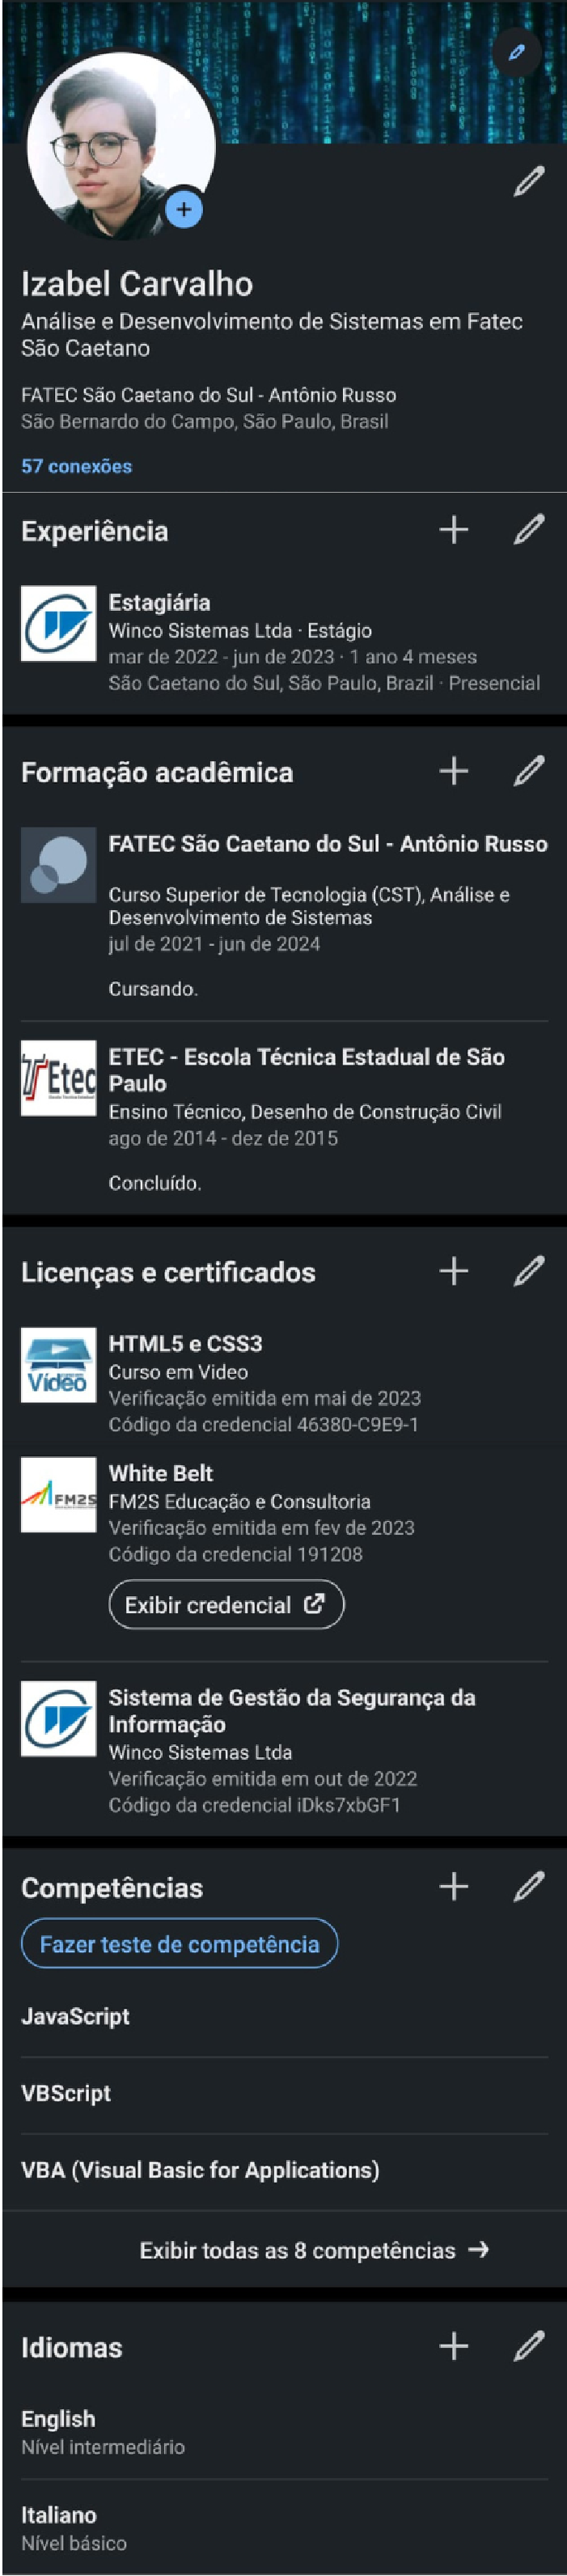 Izabel Carvalho
Análise e Desenvolvimento de Sistemas em Fatec
São Caetano
FATEC São Caetano do Sul - Antônio Russo
São Bernardo do Campo, São Paulo, Brasil
57 conexões
Experiência
Estagiária
Winco Sistemas Ltda · Estágio
mar de 2022 - jun de 2023 · 1 ano 4 meses
São Caetano do Sul, São Paulo, Brazil · Presencial
Formação acadêmica
FATEC São Caetano do Sul - Antônio Russo
Curso Superior de Tecnologia (CST), Análise e
Desenvolvimento de Sistemas
jul de 2021 - jun de 2024
Cursando.
Etec
ETEC - Escola Técnica Estadual de São
Paulo
Ensino Técnico, Desenho de Construção Civil
ago de 2014 - dez de 2015
Concluído.
Licenças e certificados
Vídeo
HTML5 e CSS3
Curso em Video
Verificação emitida em mai de 2023
Código da credencial 46380-C9E9-1
FM2S
White Belt
FM2S Educação e Consultoria
Verificação emitida em fev de 2023
Código da credencial 191208
Exibir credencial
Sistema de Gestão da Segurança da
Informação
Winco Sistemas Ltda
Verificação emitida em out de 2022
Código da credencial iDks7xbGF1
Competências
Fazer teste de competência
JavaScript
VBScript
VBA (Visual Basic for Applications)
Exibir todas as 8 competências →
Idiomas
English
Nível intermediário
Italiano
Nível básico